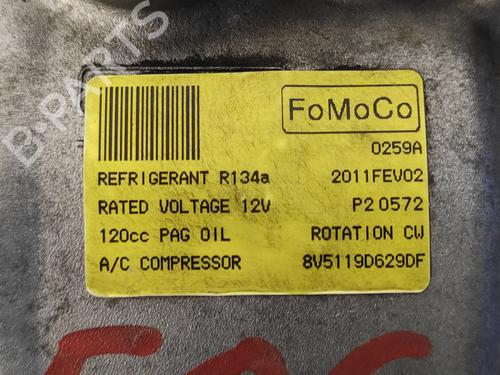 FoMoCo
0259A
REFRIGERANT R134a 2011FEV02
RATED VOLTAGE 12V P2 0572
120cc PAG OIL ROTATION CW
A/C COMPRESSOR 8V5119D629DF
B-PARTS